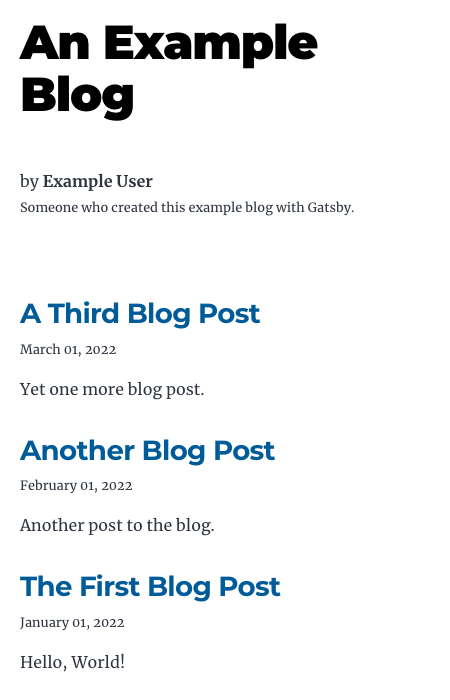 An Example
Blog
by Example User
Someone who created this example blog with Gatsby.
A Third Blog Post
March 01, 2022
Yet one more blog post.
Another Blog Post
February 01, 2022
Another post to the blog.
The First Blog Post
January 01, 2022
Hello, World!